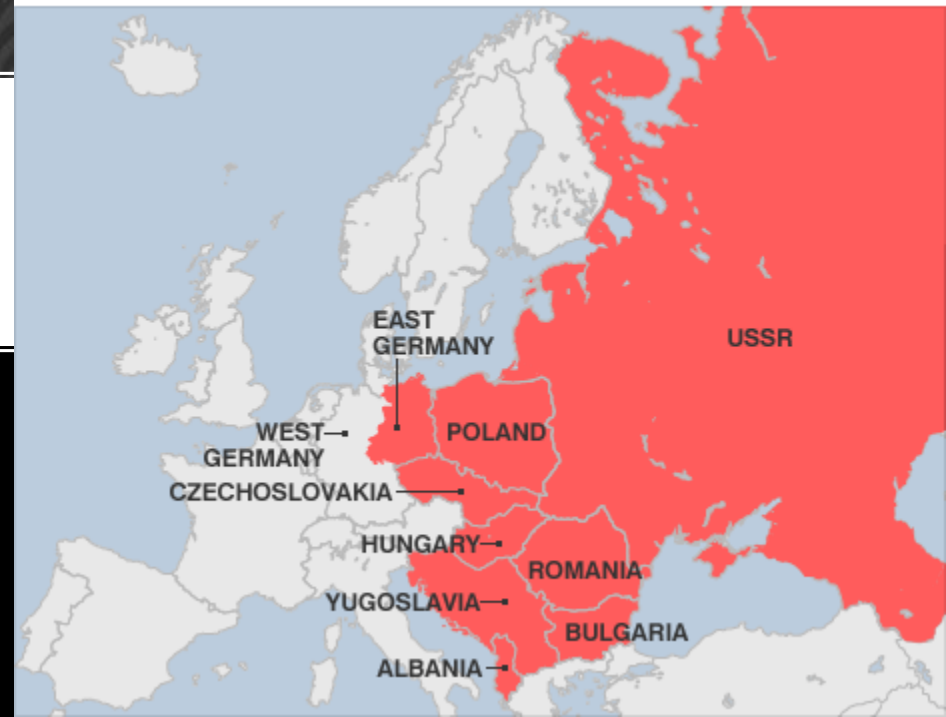 EAST
GERMANY
USSR
WEST
GERMANY
POLAND
CZECHOSLOVAKIA
HUNGARY
ROMANIA
YUGOSLAVIA
BULGARIA
ALBANIA